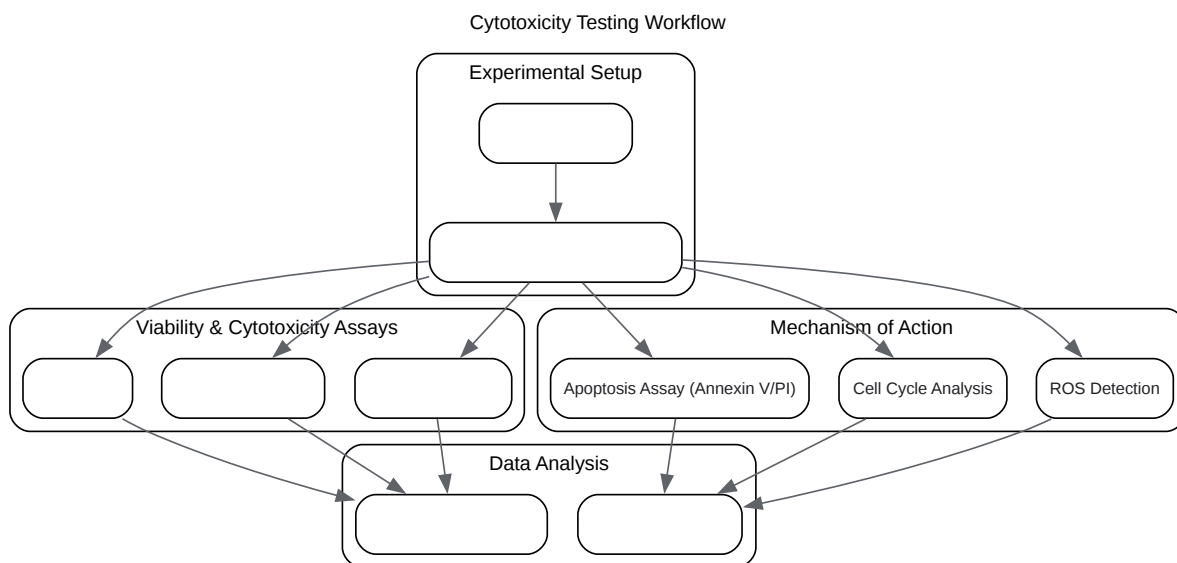 Cytotoxicity Testing Workflow
Experimental Setup
Viability & Cytotoxicity Assays
Mechanism of Action
Apoptosis Assay (Annexin V/PI)
Cell Cycle Analysis
ROS Detection
Data Analysis